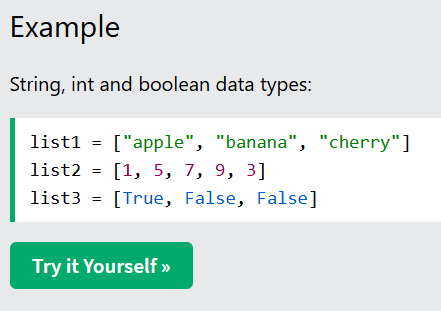 Example
String, int and boolean data types:
list1 = ["apple", "banana", "cherry"]
list2 = [1, 5, 7, 9, 3]
list3 = [True, False, False]
Try it Yourself »